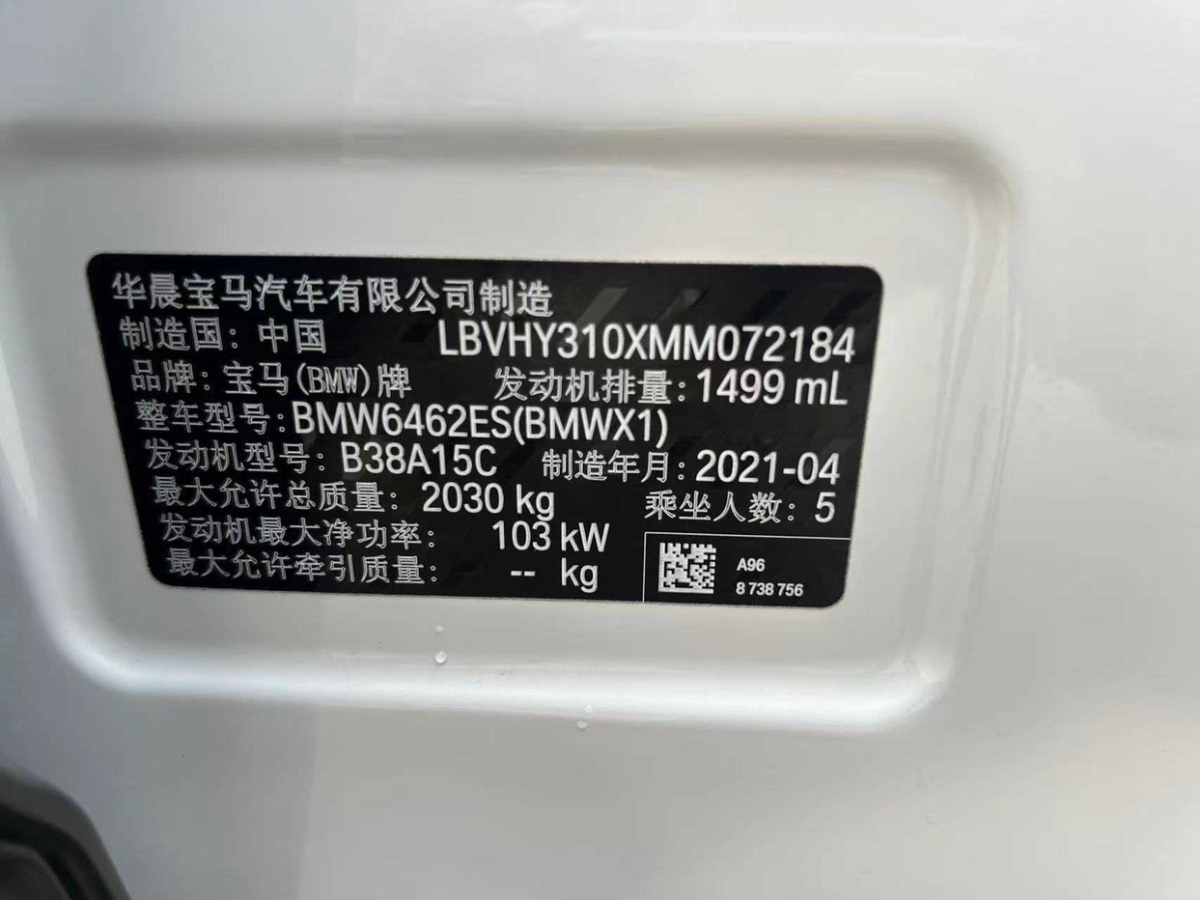 华晨宝马汽车有限公司制造
制造国：中国 LBVHY310XMM072184
品牌：宝马(BMW)牌 发动机排量：1499 mL
整车型号：BMW6462ES(BMWX1)
发动机型号：B38A15C 制造年月：2021-04
最大允许总质量：2030 kg 乘坐人数：5
发动机最大净功率：103 kW
最大允许牵引质量：-- kg
A96
8 738 756